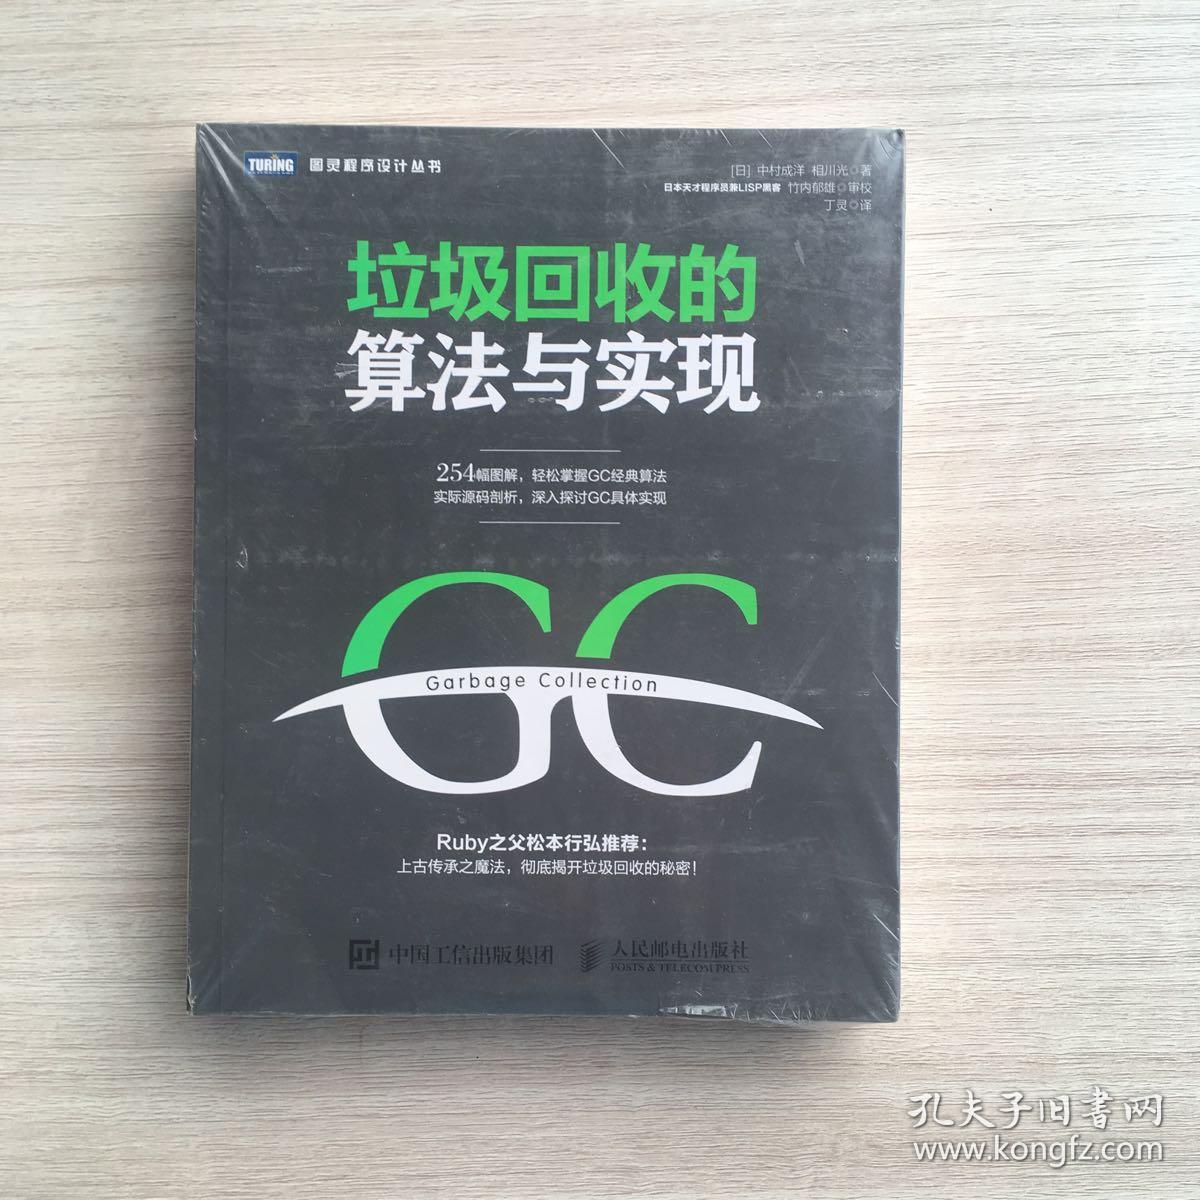 TURING 图灵程序设计丛书
[日] 中村成洋 相川光◎著
日本天才程序员兼LISP黑客 竹内郁雄◎审校
丁灵◎译
垃圾回收的
算法与实现
254幅图解，轻松掌握GC经典算法
实际源码剖析，深入探讨GC具体实现
GC
Garbage Collection
Ruby之父松本行弘推荐：
上古传承之魔法，彻底揭开垃圾回收的秘密！
中国工信出版集团 人民邮电出版社
POSTS & TELECOM PRESS
孔夫子旧书网
www.kongfz.com